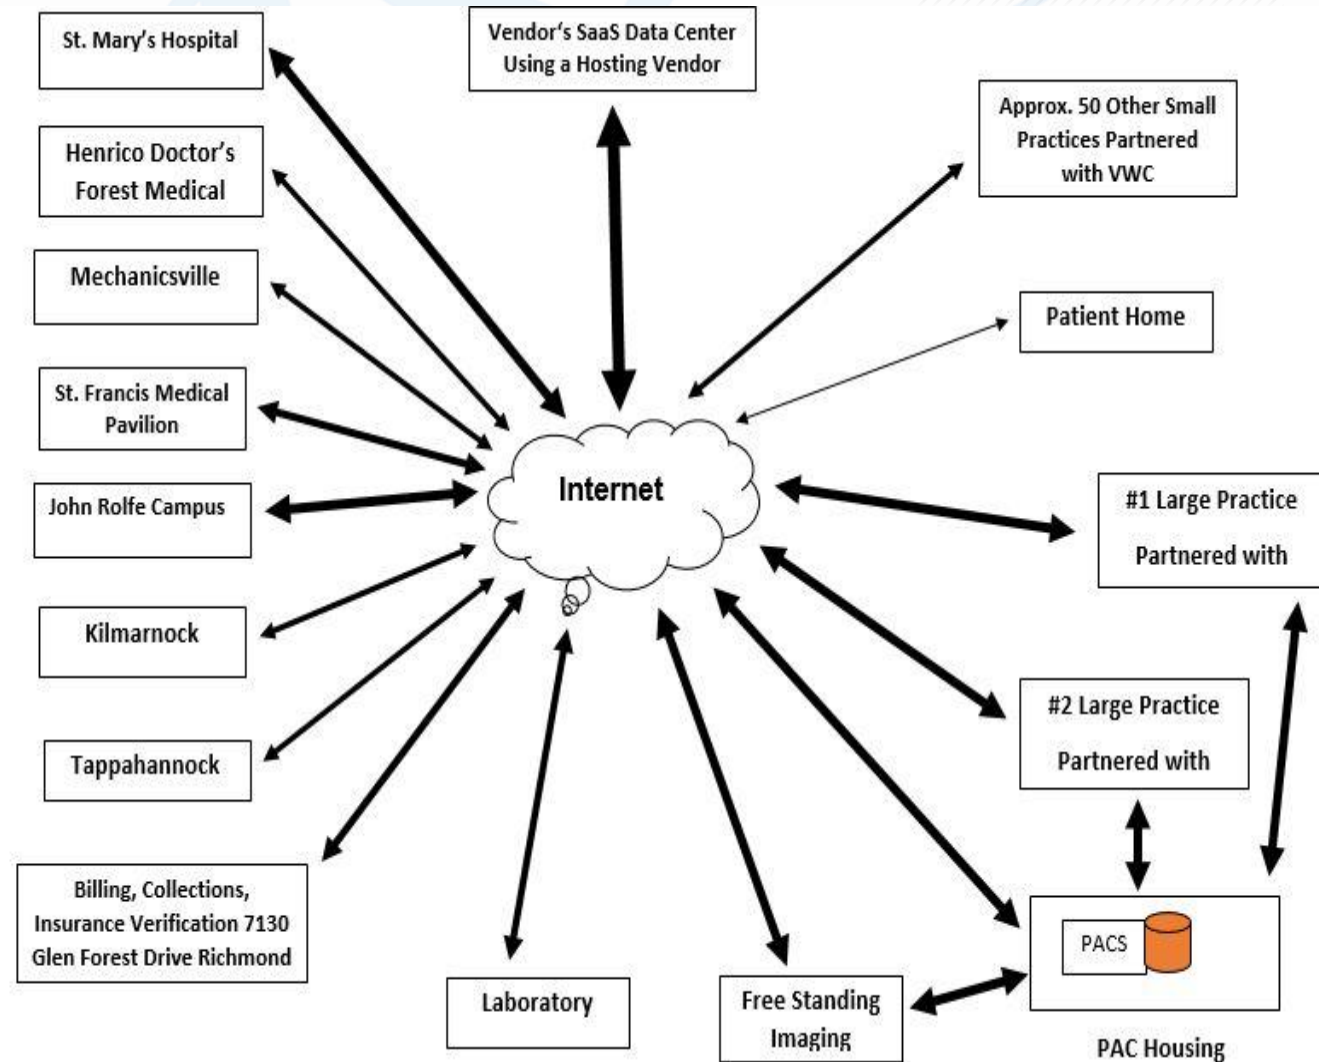 St. Mary’s Hospital
Vendor‘s SaaS Data Center
Using a Hosting Vendor
Approx. 50 Other Small
Practices Partnered
with VWC
Henrico Doctor’s
Forest Medical
Mechanicsville
Patient Home
St. Francis Medical
Pavilion
John Rolfe Campus
Internet
#1 Large Practice
Partnered with
Kilmarnock
#2 Large Practice
Partnered with
Tappahannock
Billing, Collections,
Insurance Verification 7130
Glen Forest Drive Richmond
Laboratory
Free Standing
Imaging
PACS
PAC Housing